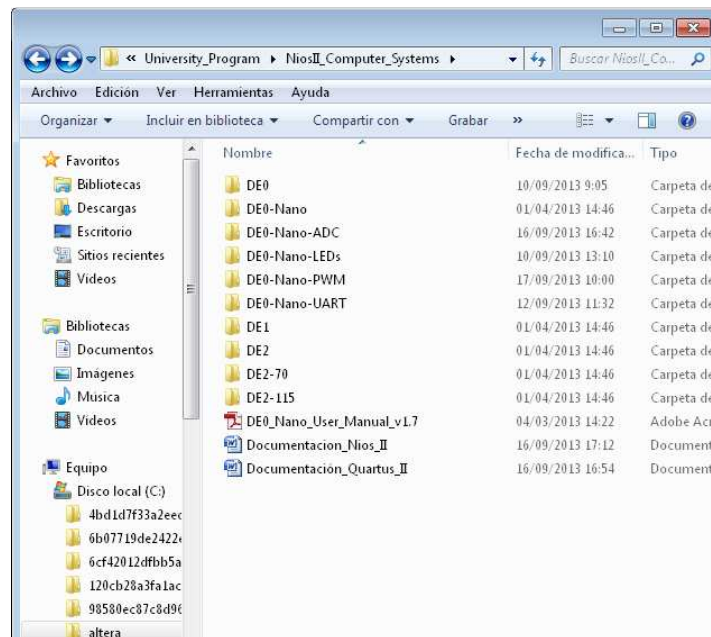 « University_Program NiosII_Computer_Systems Buscar NiosII_Co...
Archivo Edición Ver Herramientas Ayuda
Organizar Incluir en biblioteca Compartir con Grabar »
Favoritos
Bibliotecas
Descargas
Escritorio
Sitios recientes
Vídeos
Bibliotecas
Documentos
Imágenes
Música
Vídeos
Equipo
Disco local (C:)
4bd1d7f33a2eec
6b07719de2422e
6cf42012dfbb5a
120cb28a3fa1ac
98580ec87c8d96
altera
Nombre Fecha de modifica... Tipo
DE0 10/09/2013 9:05 Carpeta de
DE0-Nano 01/04/2013 14:46 Carpeta de
DE0-Nano-ADC 16/09/2013 16:42 Carpeta de
DE0-Nano-LEDs 10/09/2013 13:10 Carpeta de
DE0-Nano-PWM 17/09/2013 10:00 Carpeta de
DE0-Nano-UART 12/09/2013 11:32 Carpeta de
DE1 01/04/2013 14:46 Carpeta de
DE2 01/04/2013 14:46 Carpeta de
DE2-70 01/04/2013 14:46 Carpeta de
DE2-115 01/04/2013 14:46 Carpeta de
DE0_Nano_User_Manual_v1.7 04/03/2013 14:22 Adobe Acr
Documentacion_Nios_II 16/09/2013 17:12 Document
Documentación_Quartus_II 16/09/2013 16:54 Document